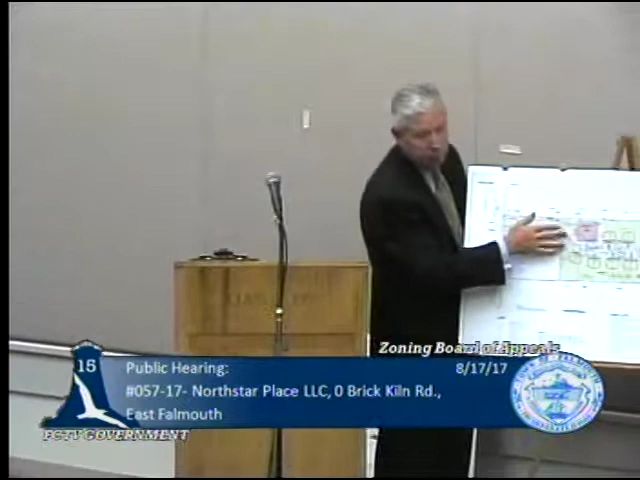 Zoning Board of Appeals
15
Public Hearing:
8/17/17
#057-17- Northstar Place LLC, 0 Brick Kiln Rd.,
East Falmouth
FCTV GOVERNMENT